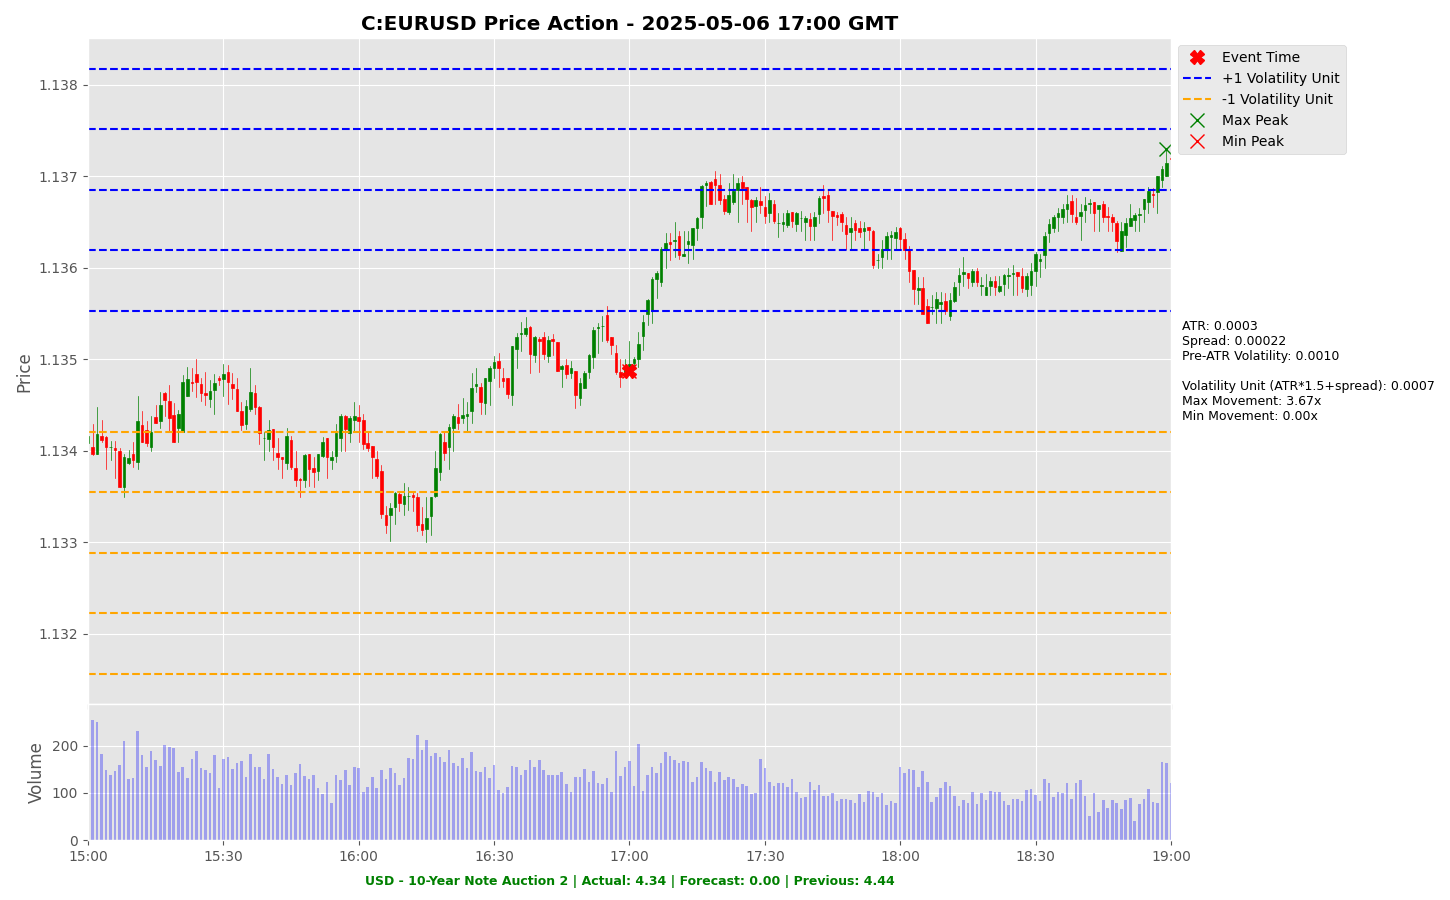 C:EURUSD Price Action - 2025-05-06 17:00 GMT
Event Time
+1 Volatility Unit
-1 Volatility Unit
Max Peak
Min Peak
1.138
1.137
1.136
1.135
1.134
1.133
1.132
Price
ATR: 0.0003
Spread: 0.00022
Pre-ATR Volatility: 0.0010
Volatility Unit (ATR*1.5+spread): 0.0007
Max Movement: 3.67x
Min Movement: 0.00x
200
100
0
Volume
15:00 15:30 16:00 16:30 17:00 17:30 18:00 18:30 19:00
USD - 10-Year Note Auction 2 | Actual: 4.34 | Forecast: 0.00 | Previous: 4.44